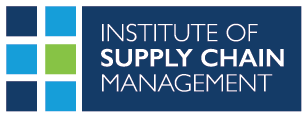 INSTITUTE OF
SUPPLY CHAIN
MANAGEMENT